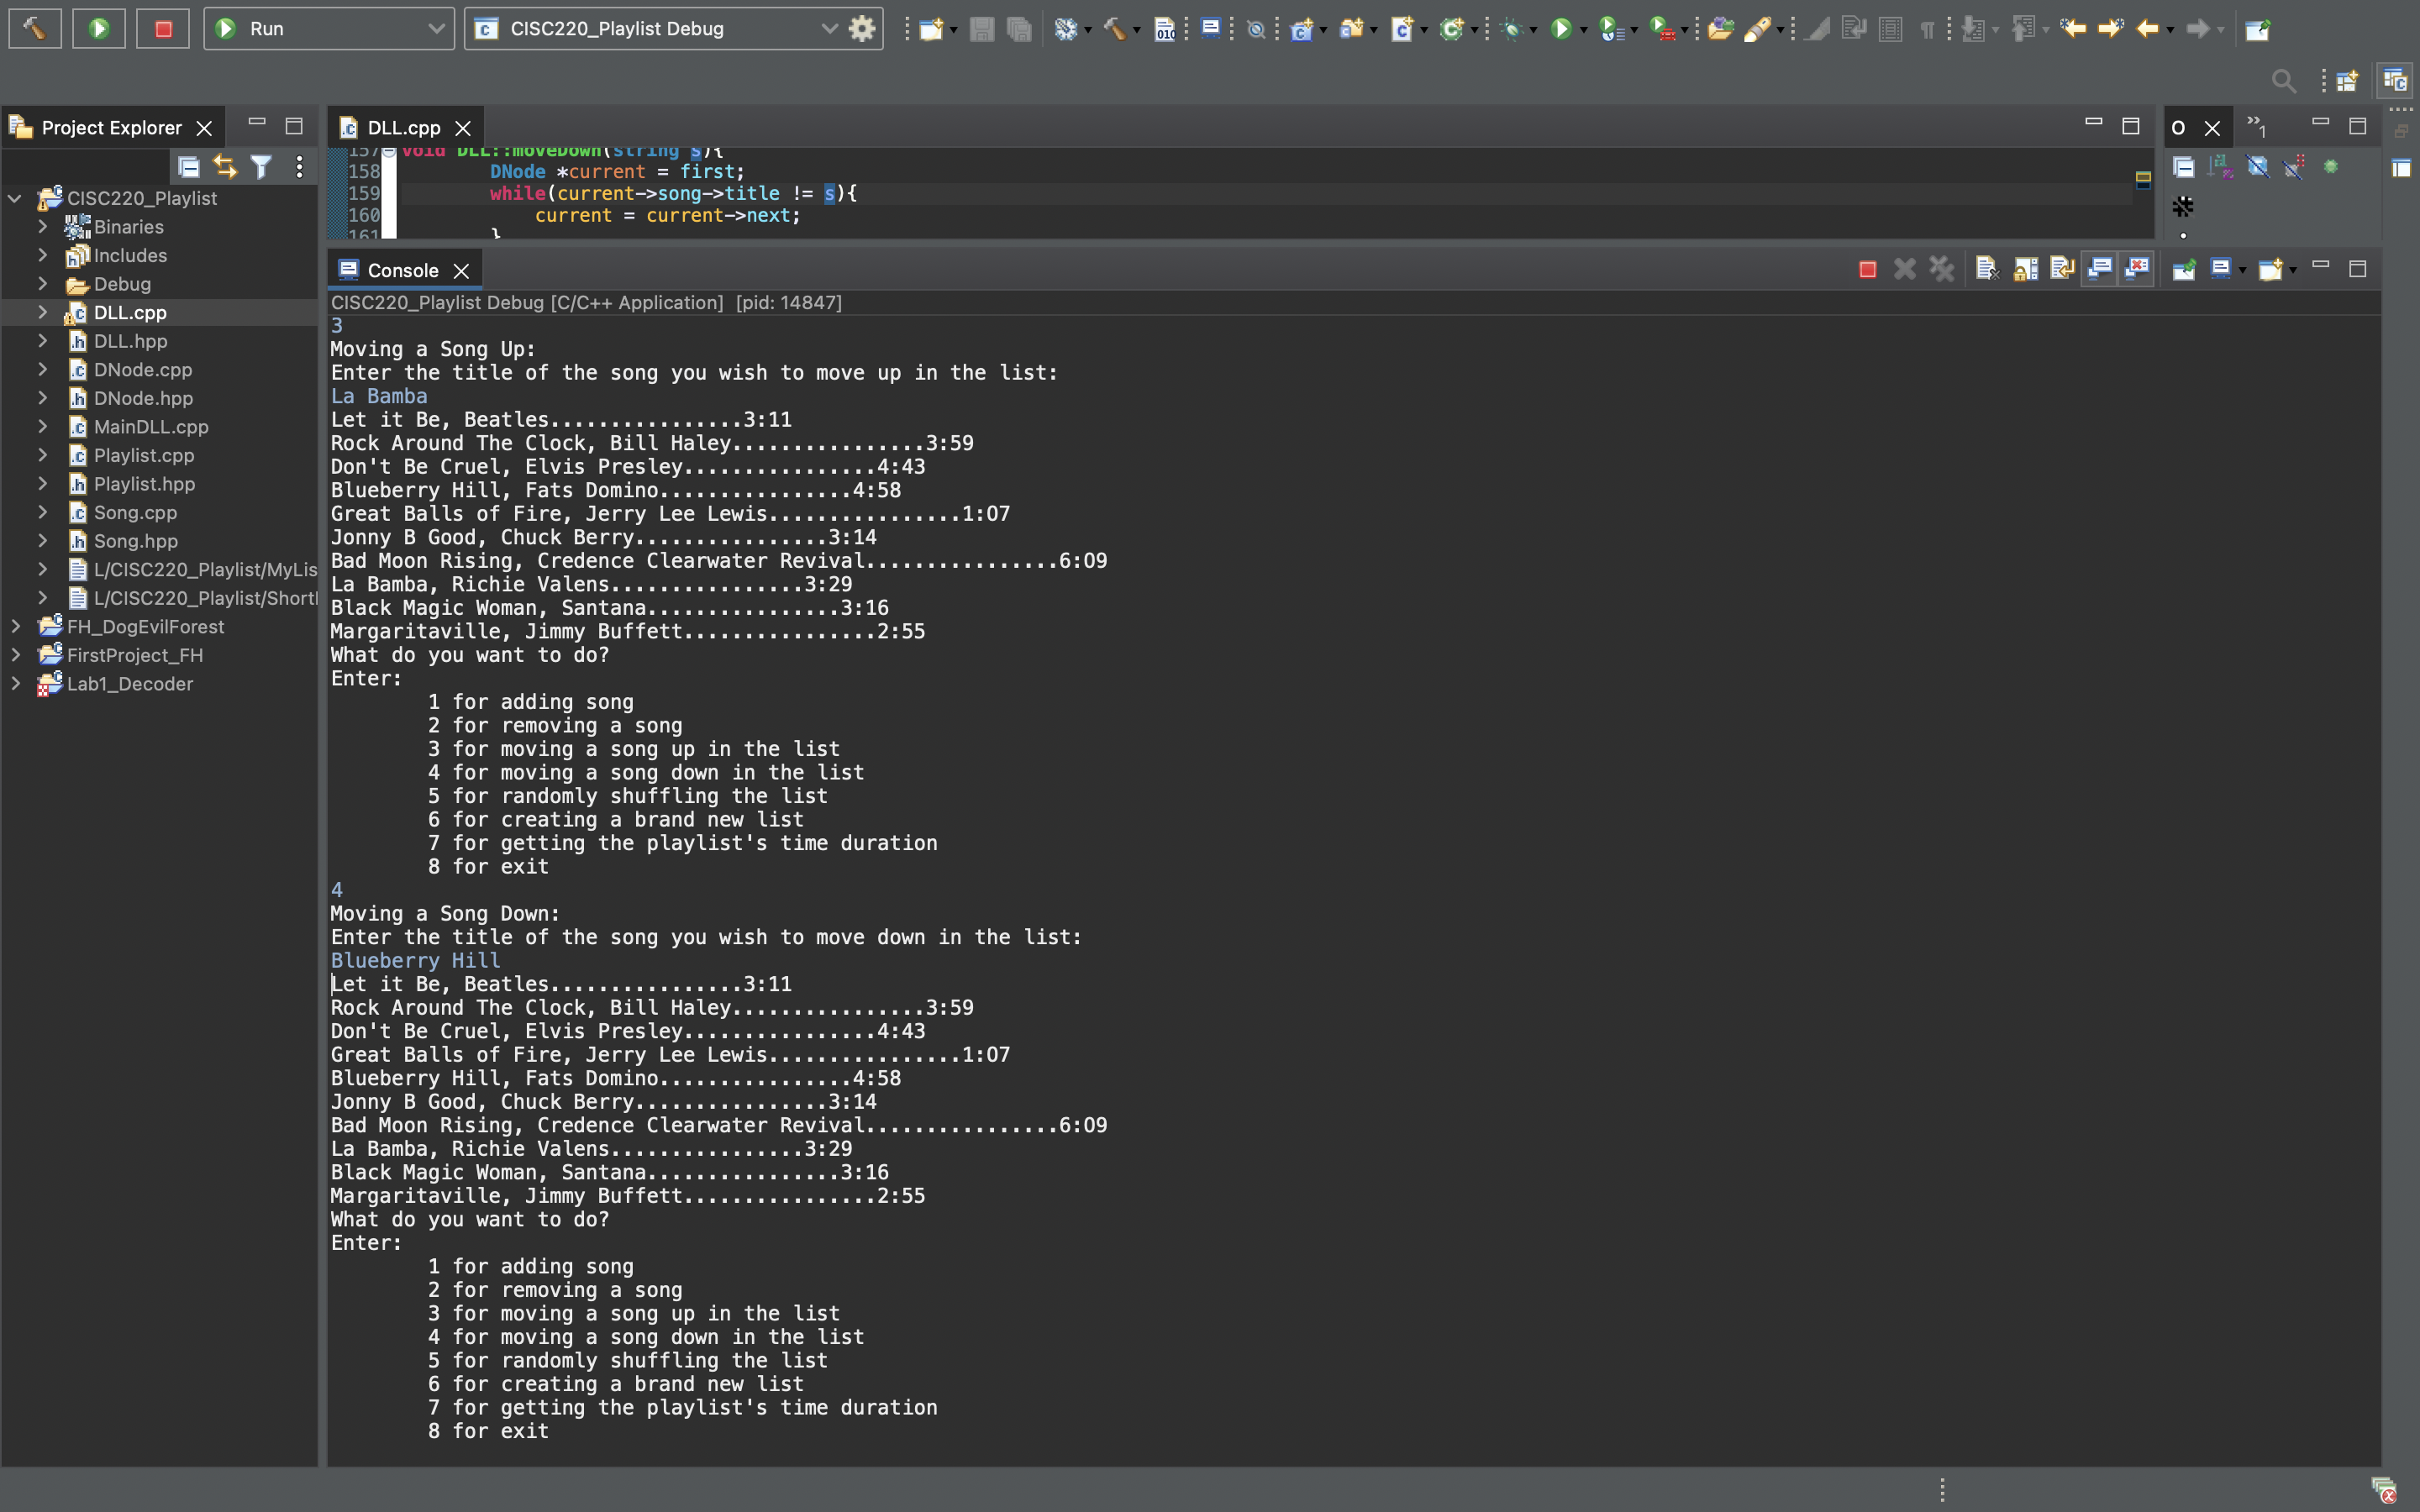 Run
CISC220_Playlist Debug
Project Explorer
CISC220_Playlist
Binaries
Includes
Debug
DLL.cpp
DLL.hpp
DNode.cpp
DNode.hpp
MainDLL.cpp
Playlist.cpp
Playlist.hpp
Song.cpp
Song.hpp
L/CISC220_Playlist/MyLis
L/CISC220_Playlist/Shortl
FH_DogEvilForest
FirstProject_FH
Lab1_Decoder
DLL.cpp
157 void DLL::moveDown(string s){
158 DNode *current = first;
159 while(current->song->title != s){
160 current = current->next;
161 }
O
»1
Console
CISC220_Playlist Debug [C/C++ Application] [pid: 14847]
3
Moving a Song Up:
Enter the title of the song you wish to move up in the list:
La Bamba
Let it Be, Beatles................3:11
Rock Around The Clock, Bill Haley................3:59
Don't Be Cruel, Elvis Presley................4:43
Blueberry Hill, Fats Domino................4:58
Great Balls of Fire, Jerry Lee Lewis................1:07
Jonny B Good, Chuck Berry................3:14
Bad Moon Rising, Credence Clearwater Revival................6:09
La Bamba, Richie Valens................3:29
Black Magic Woman, Santana................3:16
Margaritaville, Jimmy Buffett................2:55
What do you want to do?
Enter:
1 for adding song
2 for removing a song
3 for moving a song up in the list
4 for moving a song down in the list
5 for randomly shuffling the list
6 for creating a brand new list
7 for getting the playlist's time duration
8 for exit
4
Moving a Song Down:
Enter the title of the song you wish to move down in the list:
Blueberry Hill
Let it Be, Beatles................3:11
Rock Around The Clock, Bill Haley................3:59
Don't Be Cruel, Elvis Presley................4:43
Great Balls of Fire, Jerry Lee Lewis................1:07
Blueberry Hill, Fats Domino................4:58
Jonny B Good, Chuck Berry................3:14
Bad Moon Rising, Credence Clearwater Revival................6:09
La Bamba, Richie Valens................3:29
Black Magic Woman, Santana................3:16
Margaritaville, Jimmy Buffett................2:55
What do you want to do?
Enter:
1 for adding song
2 for removing a song
3 for moving a song up in the list
4 for moving a song down in the list
5 for randomly shuffling the list
6 for creating a brand new list
7 for getting the playlist's time duration
8 for exit